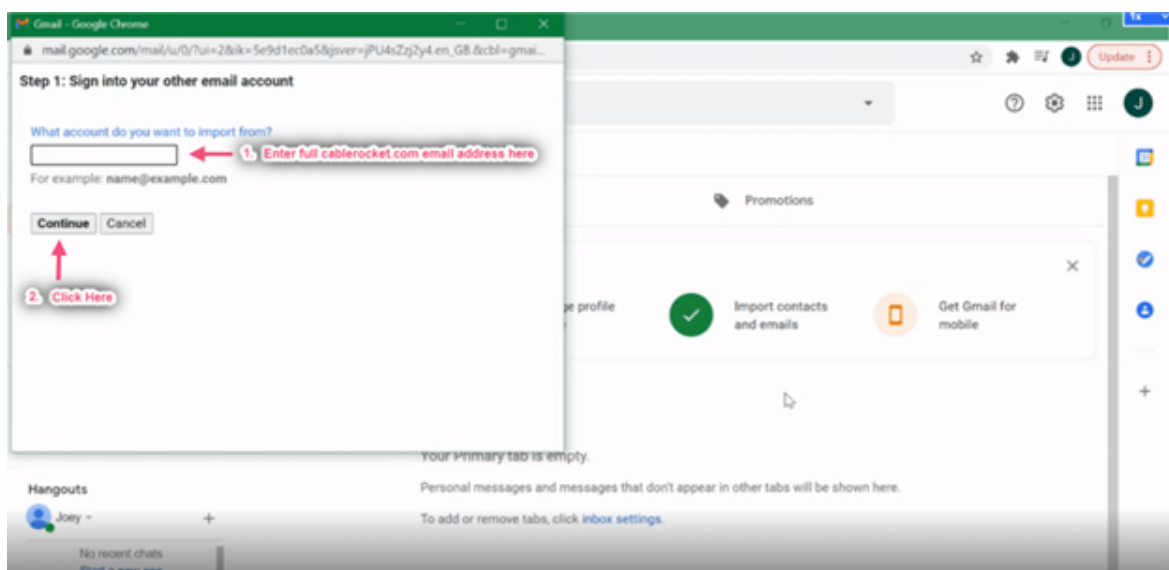 Gmail - Google Chrome
1x
mail.google.com/mail/u/0/?ui=2&ik=5e9d1ec0a5&jsver=jPU4sZzj2y4.en_GB.&cbl=gmai...
J
Update
Step 1: Sign into your other email account
J
What account do you want to import from?
1. Enter full cablerocket.com email address here
For example: name@example.com
Promotions
Continue
Cancel
2. Click Here
profile
Import contacts
and emails
Get Gmail for
mobile
Your Primary tab is empty.
Personal messages and messages that don't appear in other tabs will be shown here.
To add or remove tabs, click inbox settings.
Hangouts
Joey
No recent chats